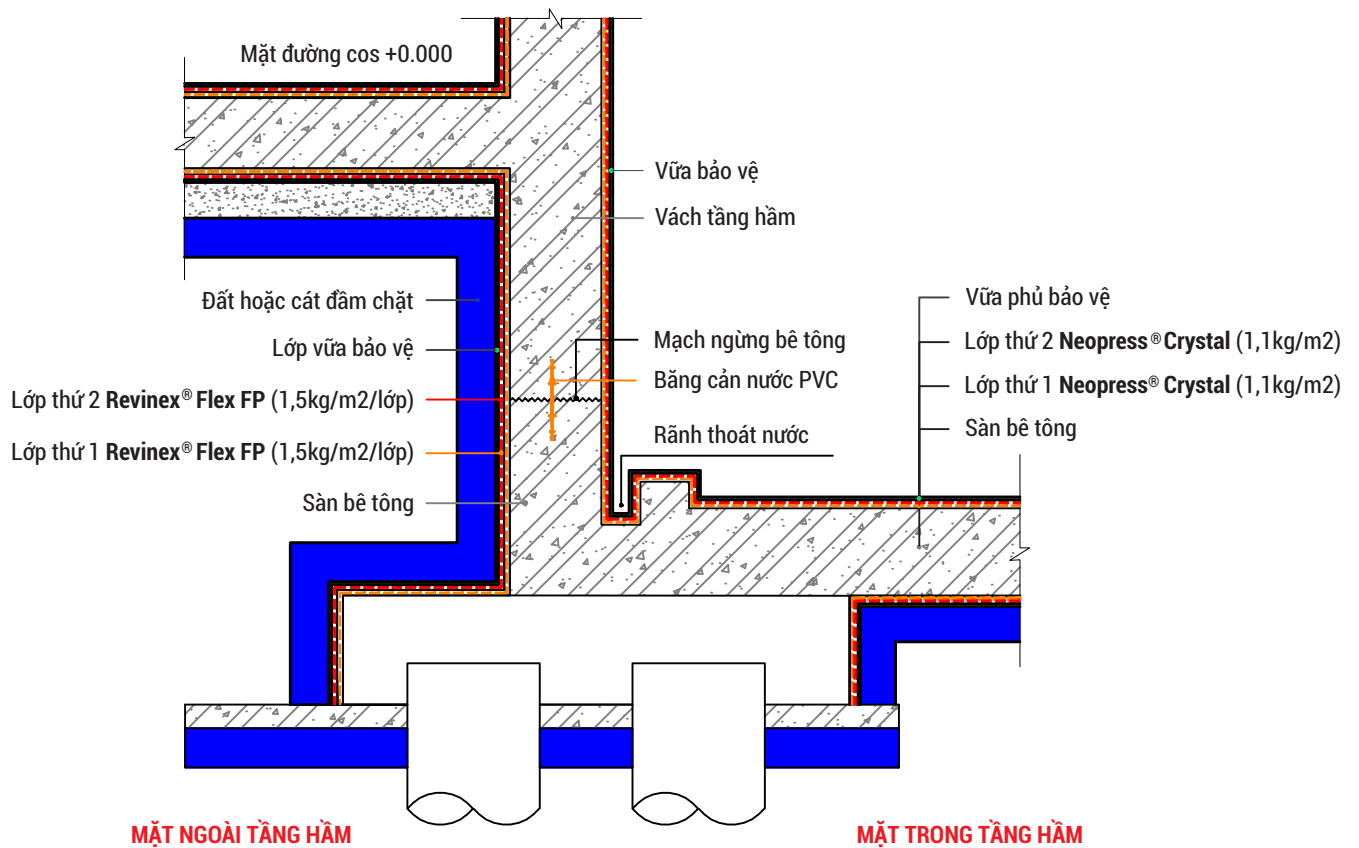 Mặt đường cos +0.000
Vữa bảo vệ
Vách tầng hầm
Đất hoặc cát đầm chặt
Lớp vữa bảo vệ
Lớp thứ 2 Revinex® Flex FP (1,5kg/m2/lớp)
Lớp thứ 1 Revinex® Flex FP (1,5kg/m2/lớp)
Sàn bê tông
Mạch ngừng bê tông
Băng cản nước PVC
Rãnh thoát nước
Vữa phủ bảo vệ
Lớp thứ 2 Neopress® Crystal (1,1kg/m2)
Lớp thứ 1 Neopress® Crystal (1,1kg/m2)
Sàn bê tông
MẶT NGOÀI TẦNG HẦM
MẶT TRONG TẦNG HẦM